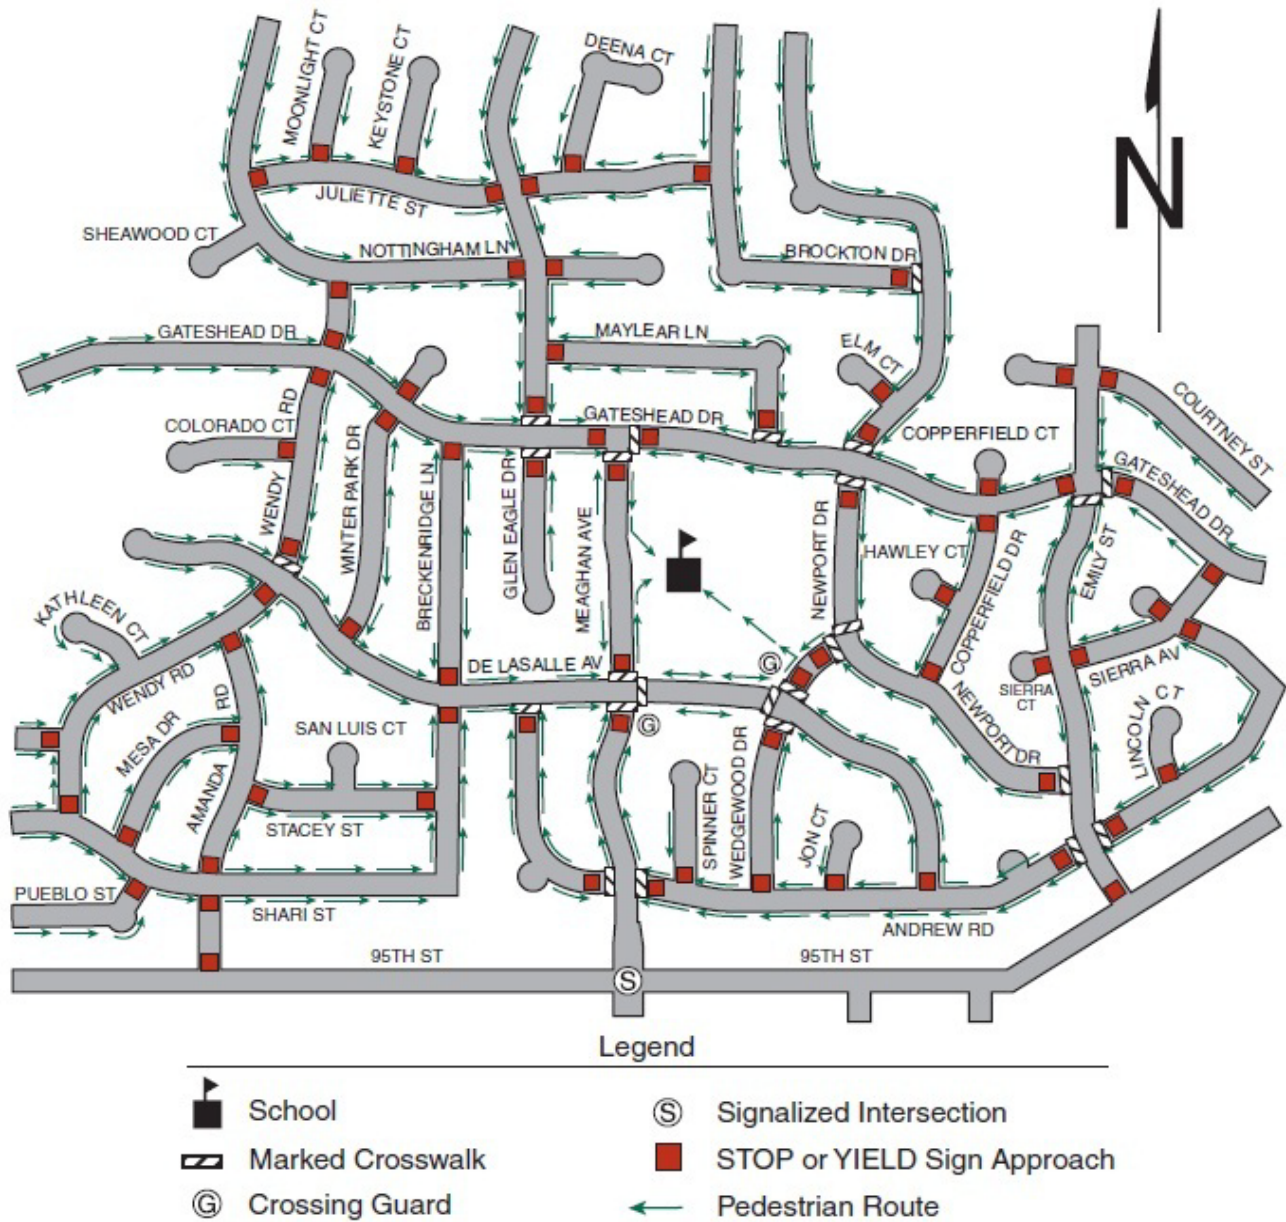 MOONLIGHT CT
KEYSTONE CT
DEENA CT
N
JULIETTE ST
SHEAWOOD CT
NOTTINGHAM LN
BROCKTON DR
GATESHEAD DR
MAYLEAR LN
ELM CT
COURTNEY ST
COLORADO CT
WENDY RD
WINTER PARK DR
BRECKENRIDGE LN
GATESHEAD DR
COPPERFIELD CT
GATESHEAD DR
GLEN EAGLE DR
MEAGHAN AVE
NEWPORT DR
HAWLEY CT
COPPERFIELD DR
EMILY ST
KATHLEEN CT
WENDY RD
DE LASALLE AV
G
SIERRA AV
SIERRA
CT
NEWPORT DR
LINCOLN CT
MESA DR
AMANDA RD
SAN LUIS CT
G
STACEY ST
SPINNER CT
WEDGEWOOD DR
JON CT
PUEBLO ST
SHARI ST
ANDREW RD
95TH ST
95TH ST
S
Legend
School
S Signalized Intersection
Marked Crosswalk
STOP or YIELD Sign Approach
G Crossing Guard
Pedestrian Route